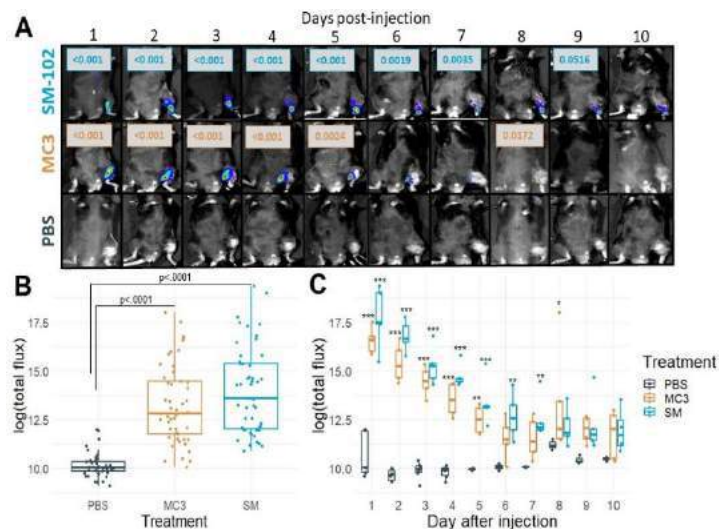 Days post-injection
A
1 2 3 4 5 6 7 8 9 10
SM-102
<0.001 <0.001 <0.001 <0.001 <0.001 0.0019 0.0035 0.0516
MC3
<0.001 <0.001 <0.001 <0.001 0.0024 0.0172
PBS
B
p<.0001
p<.0001
log(total flux)
17.5
15.0
12.5
10.0
PBS MC3 SM
Treatment
C
*** *** *** *** *** *** *** *** ** *** ** ** *
log(total flux)
17.5
15.0
12.5
10.0
1 2 3 4 5 6 7 8 9 10
Day after injection
Treatment
PBS
MC3
SM